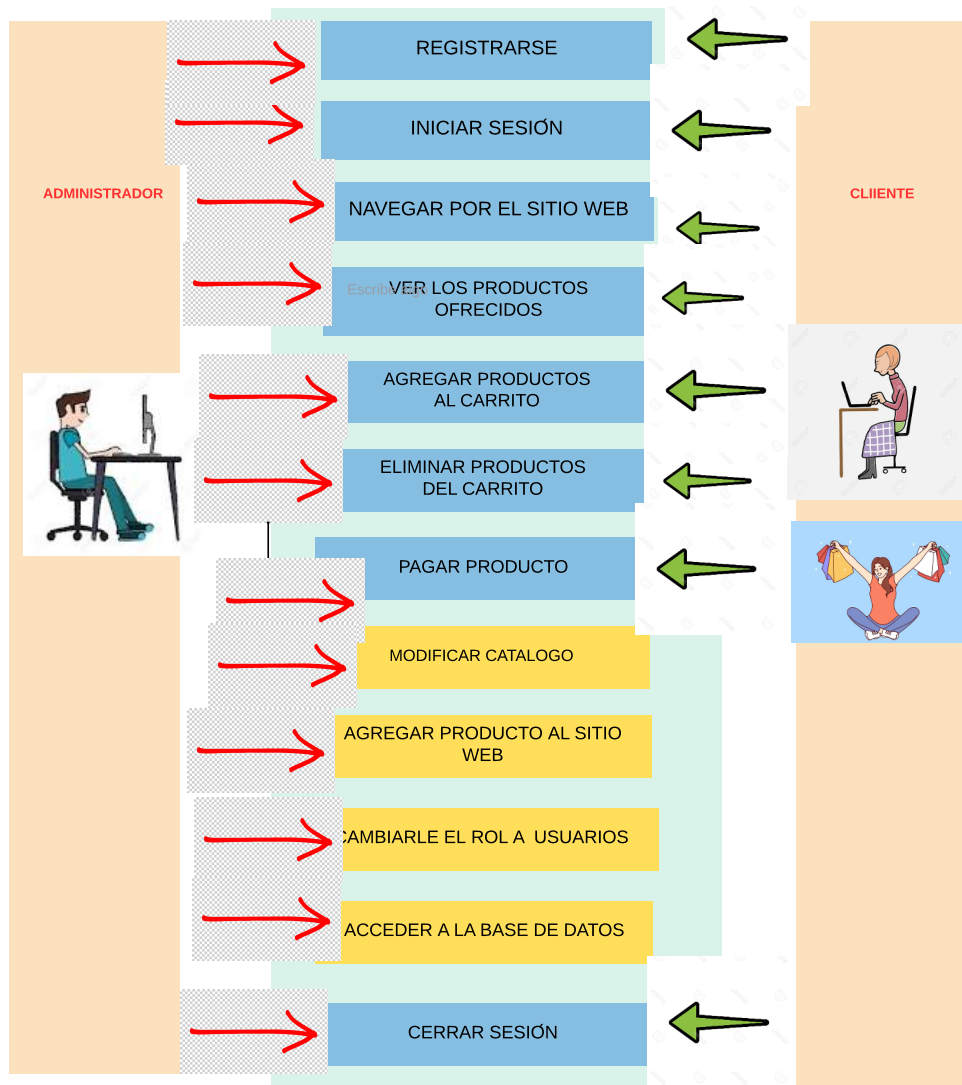 REGISTRARSE
INICIAR SESIÓN
ADMINISTRADOR
CLIIENTE
NAVEGAR POR EL SITIO WEB
VER LOS PRODUCTOS
OFRECIDOS
Escribe
AGREGAR PRODUCTOS
AL CARRITO
ELIMINAR PRODUCTOS
DEL CARRITO
PAGAR PRODUCTO
MODIFICAR CATALOGO
AGREGAR PRODUCTO AL SITIO
WEB
CAMBIARLE EL ROL A USUARIOS
ACCEDER A LA BASE DE DATOS
CERRAR SESIÓN